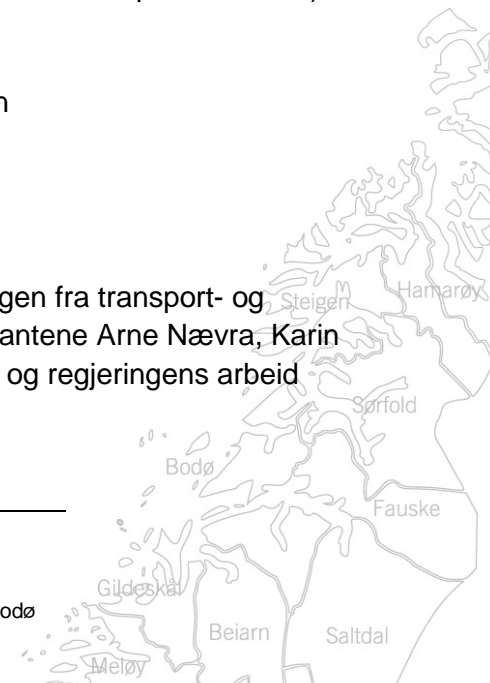 n
gen fra transport- og
antene Arne Nævra, Karin
og regjeringens arbeid
odø
Steigen
Hamarøy
Sørfold
Bodø
Fauske
Gildeskål
Beiarn
Saltdal
Meløy